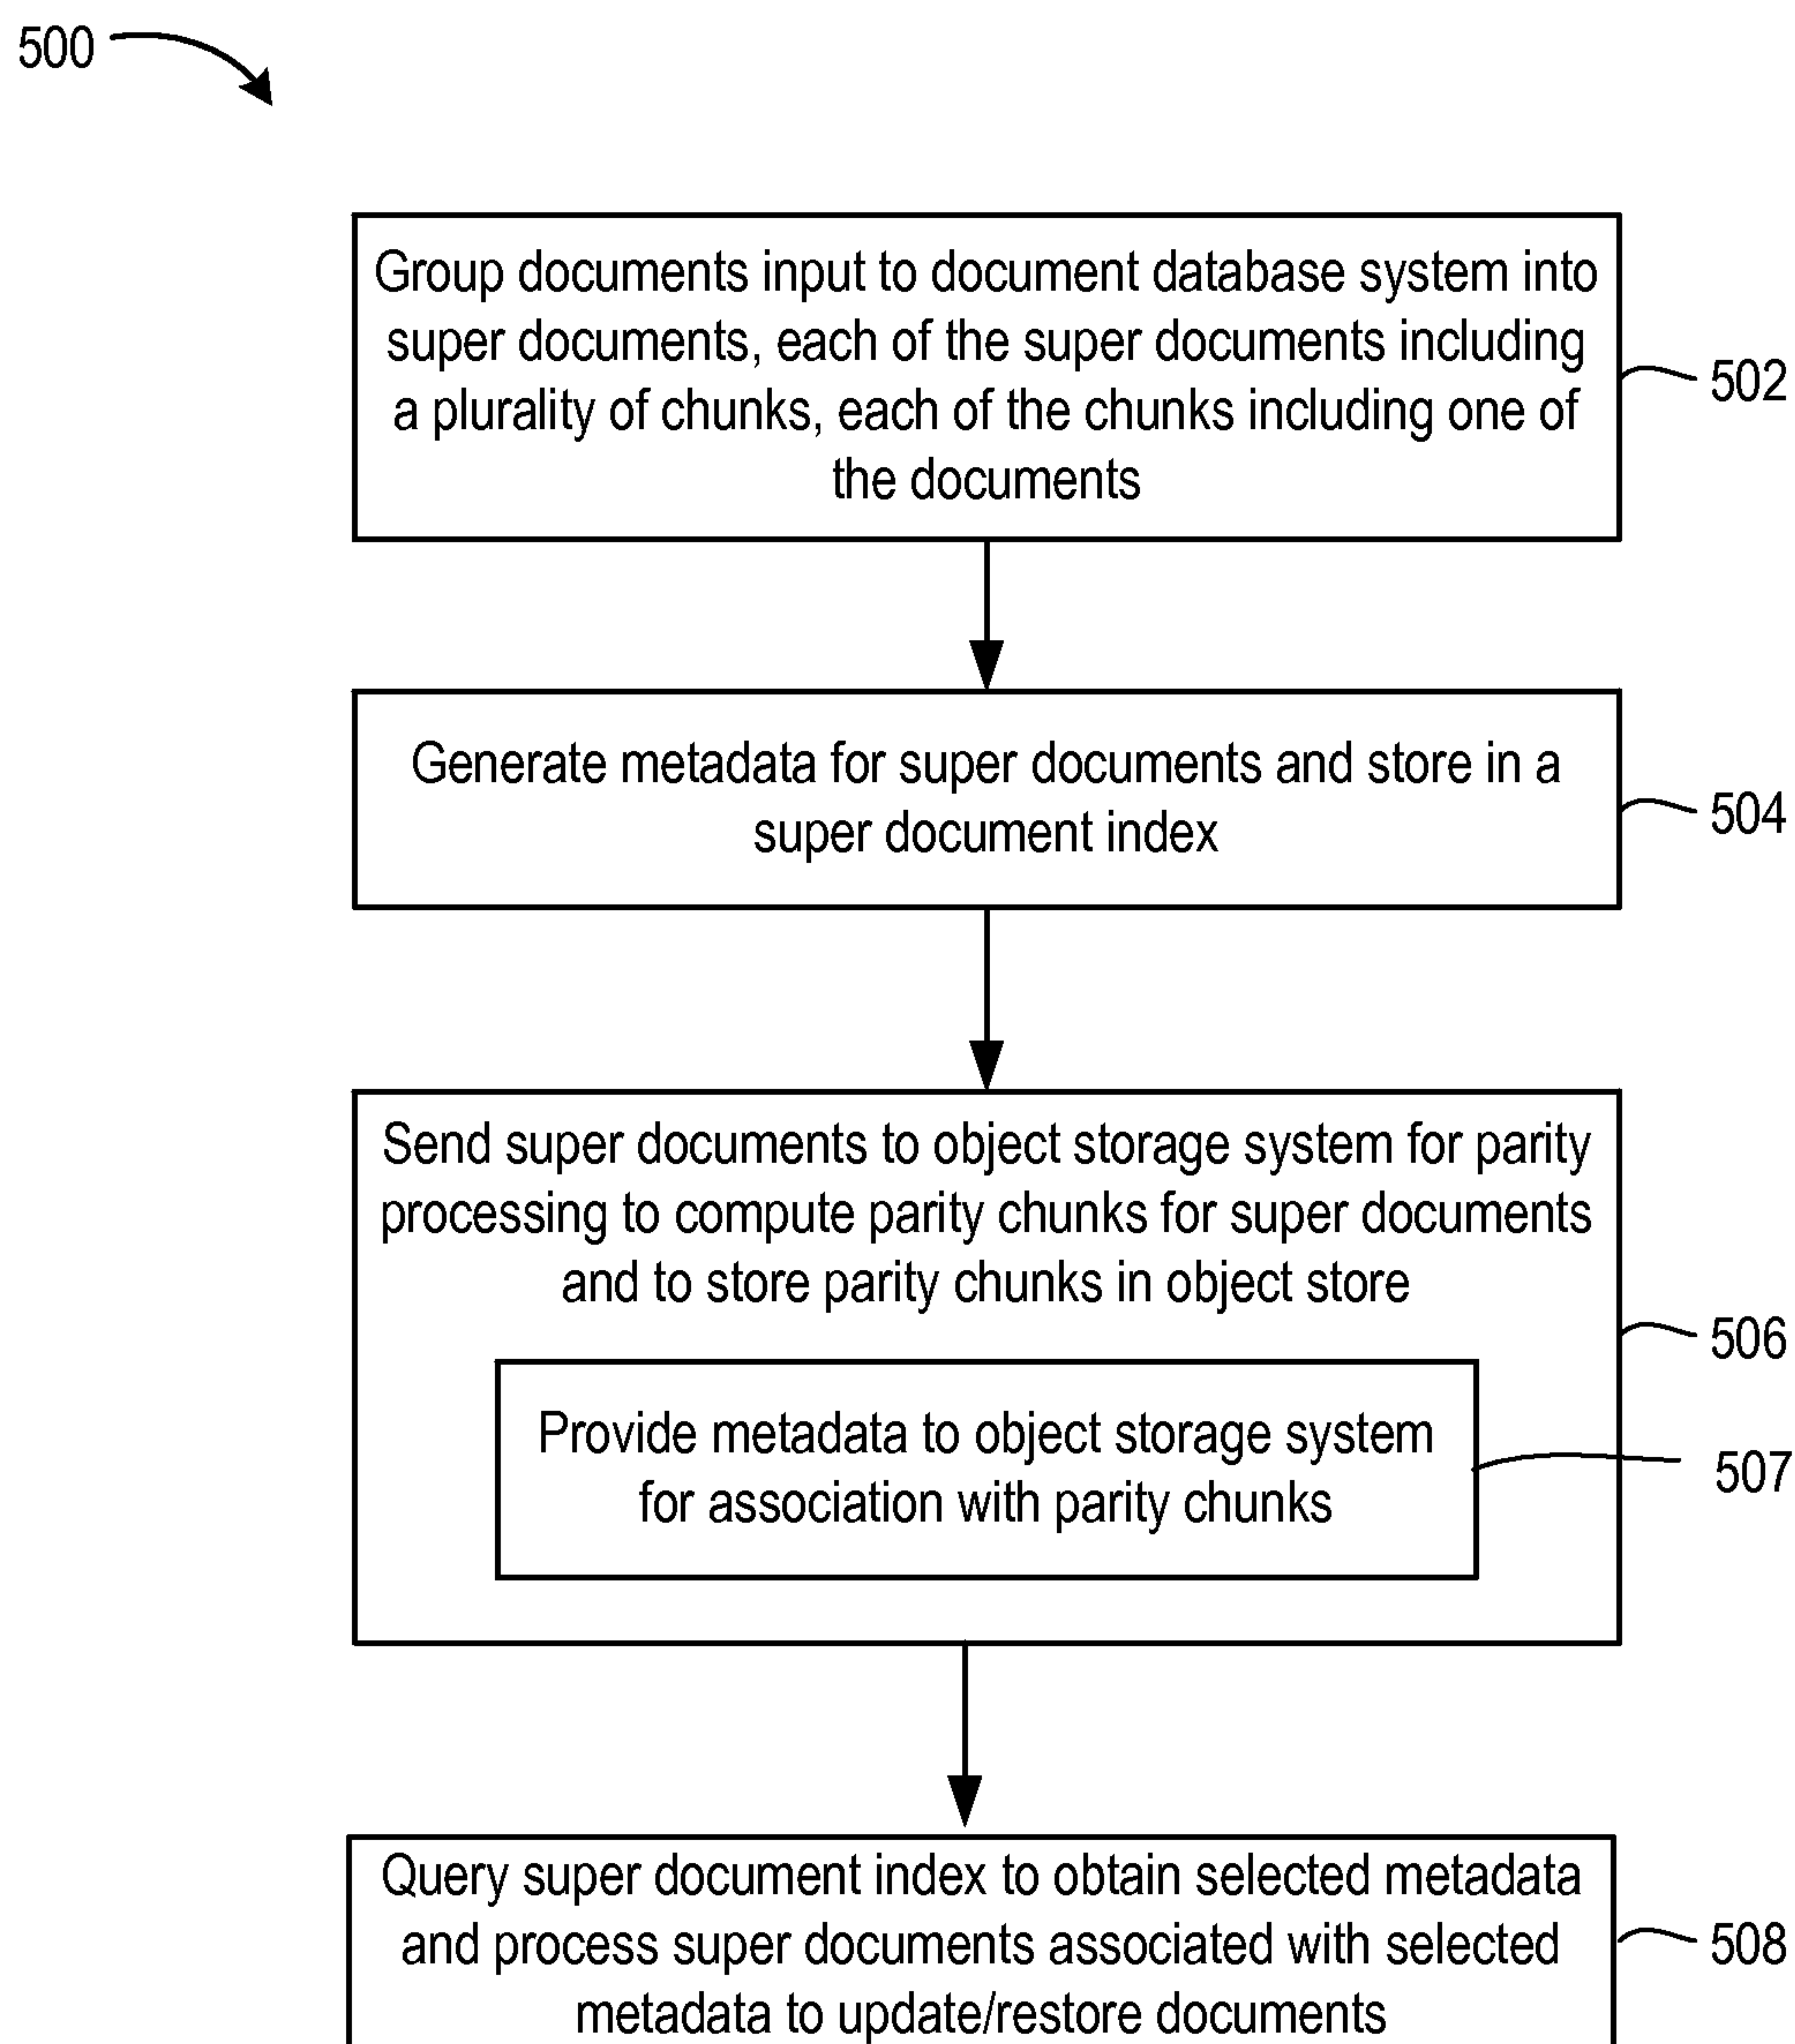 500
Group documents input to document database system into
super documents, each of the super documents including
a plurality of chunks, each of the chunks including one of
the documents
502
Generate metadata for super documents and store in a
super document index
504
Send super documents to object storage system for parity
processing to compute parity chunks for super documents
and to store parity chunks in object store
506
Provide metadata to object storage system
for association with parity chunks
507
Query super document index to obtain selected metadata
and process super documents associated with selected
metadata to update/restore documents
508